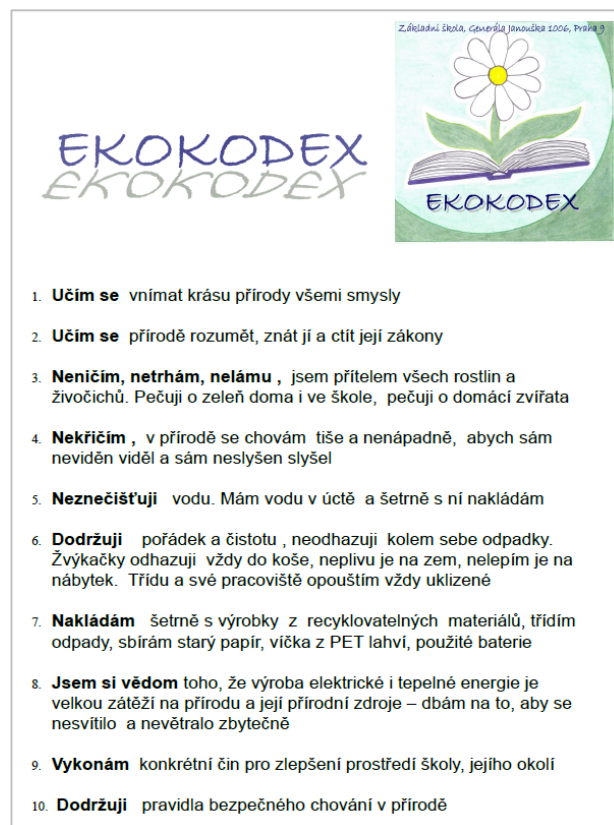 Základní škola, Generála Janouška 1006, Praha 9
EKOKODEX
EKOKODEX
EKOKODEX
1. Učím se vnímat krásu přírody všemi smysly
2. Učím se přírodě rozumět, znát jí a ctít její zákony
3. Neničím, netrhám, nelámu , jsem přítelem všech rostlin a
živočichů. Pečuji o zeleň doma i ve škole, pečuji o domácí zvířata
4. Nekřičím , v přírodě se chovám tiše a nenápadně, abych sám
neviděn viděl a sám neslyšen slyšel
5. Neznečišťuji vodu. Mám vodu v úctě a šetrně s ní nakládám
6. Dodržuji pořádek a čistotu , neodhazuji kolem sebe odpadky.
Žvýkačky odhazuji vždy do koše, neplivu je na zem, nelepím je na
nábytek. Třídu a své pracoviště opouštím vždy uklizené
7. Nakládám šetrně s výrobky z recyklovatelných materiálů, třídím
odpady, sbírám starý papír, víčka z PET lahví, použité baterie
8. Jsem si vědom toho, že výroba elektrické i tepelné energie je
velkou zátěží na přírodu a její přírodní zdroje – dbám na to, aby se
nesvítilo a nevětralo zbytečně
9. Vykonám konkrétní čin pro zlepšení prostředí školy, jejího okolí
10. Dodržuji pravidla bezpečného chování v přírodě